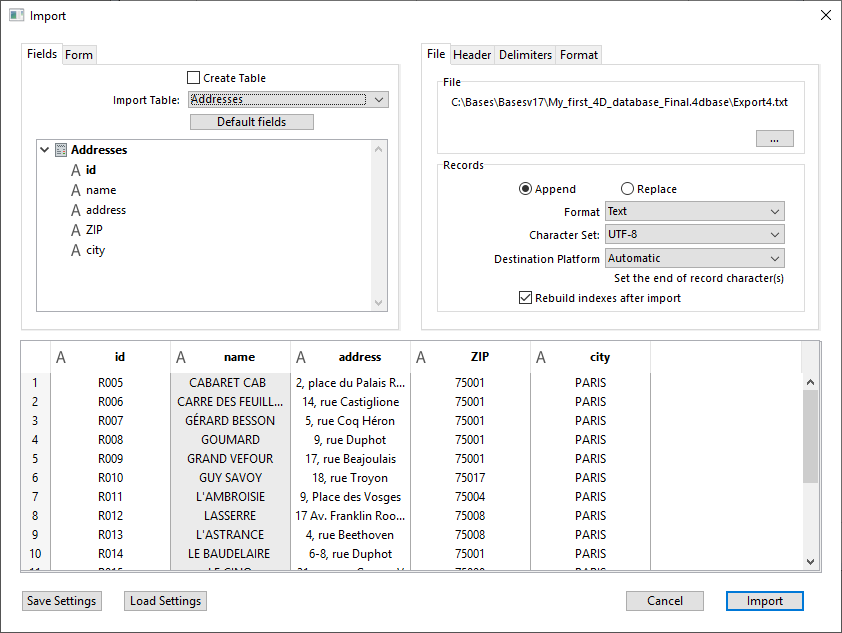 Import
Fields Form
Create Table
Import Table: Addresses
Default fields
Addresses
A id
A name
A address
A ZIP
A city
File Header Delimiters Format
File
C:\Bases\Basesv17\My_first_4D_database_Final.4dbase\Export4.txt
...
Records
Append Replace
Format Text
Character Set: UTF-8
Destination Platform Automatic
Set the end of record character(s)
Rebuild indexes after import
A id A name A address A ZIP A city
1 R005 CABARET CAB 2, place du Palais R... 75001 PARIS
2 R006 CARRE DES FEUILL... 14, rue Castiglione 75001 PARIS
3 R007 GÉRARD BESSON 5, rue Coq Héron 75001 PARIS
4 R008 GOUMARD 9, rue Duphot 75001 PARIS
5 R009 GRAND VEFOUR 17, rue Beajoulais 75001 PARIS
6 R010 GUY SAVOY 18, rue Troyon 75017 PARIS
7 R011 L'AMBROISIE 9, Place des Vosges 75004 PARIS
8 R012 LASSERRE 17 Av. Franklin Roo... 75008 PARIS
9 R013 L'ASTRANCE 4, rue Beethoven 75008 PARIS
10 R014 LE BAUDELAIRE 6-8, rue Duphot 75001 PARIS
Save Settings Load Settings Cancel Import